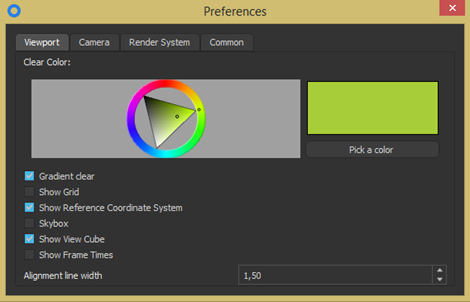 Preferences
Viewport Camera Render System Common
Clear Color:
Pick a color
Gradient clear
Show Grid
Show Reference Coordinate System
Skybox
Show View Cube
Show Frame Times
Alignment line width 1,50